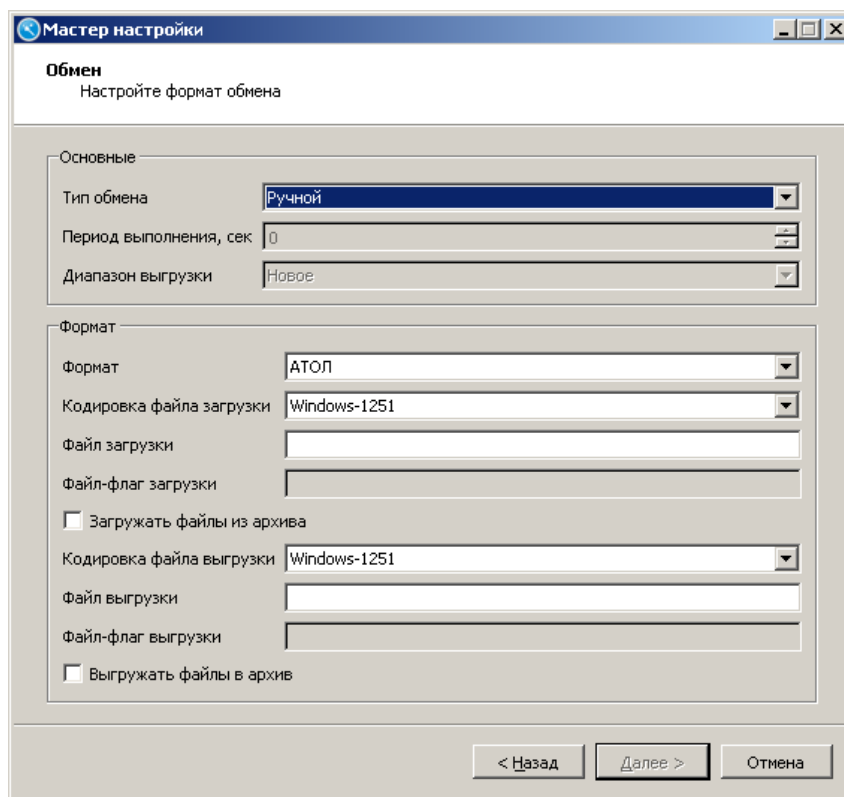 Мастер настройки
Обмен
Настройте формат обмена
Основные
Тип обмена Ручной
Период выполнения, сек 0
Диапазон выгрузки Новое
Формат
Формат АТОЛ
Кодировка файла загрузки Windows-1251
Файл загрузки
Файл-флаг загрузки
Загружать файлы из архива
Кодировка файла выгрузки Windows-1251
Файл выгрузки
Файл-флаг выгрузки
Выгружать файлы в архив
< Назад Далее > Отмена